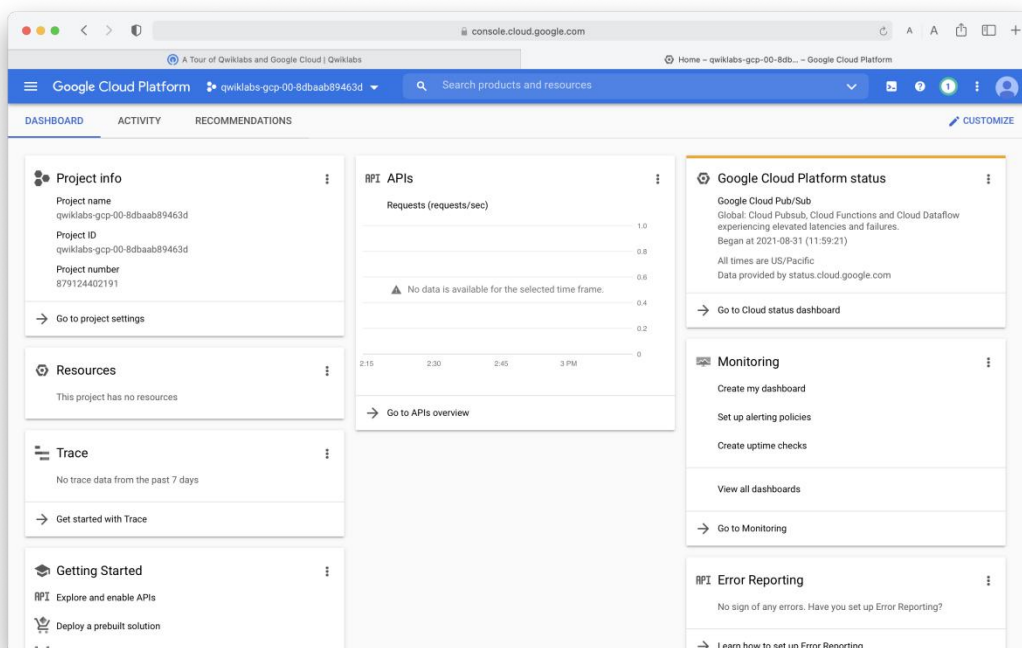 console.cloud.google.com
A A
A Tour of Qwiklabs and Google Cloud | Qwiklabs
Home – qwiklabs-gcp-00-8db... – Google Cloud Platform
Google Cloud Platform
qwiklabs-gcp-00-8dbaab89463d
Search products and resources
1
DASHBOARD
ACTIVITY
RECOMMENDATIONS
CUSTOMIZE
Project info
Project name
qwiklabs-gcp-00-8dbaab89463d
Project ID
qwiklabs-gcp-00-8dbaab89463d
Project number
879124402191
Go to project settings
Resources
This project has no resources
Trace
No trace data from the past 7 days
Get started with Trace
Getting Started
API Explore and enable APIs
Deploy a prebuilt solution
API APIs
Requests (requests/sec)
1.0
0.8
0.6
No data is available for the selected time frame.
0.4
0.2
0
2:15 2:30 2:45 3 PM
Go to APIs overview
Google Cloud Platform status
Google Cloud Pub/Sub
Global: Cloud Pubsub, Cloud Functions and Cloud Dataflow
experiencing elevated latencies and failures.
Began at 2021-08-31 (11:59:21)
All times are US/Pacific
Data provided by status.cloud.google.com
Go to Cloud status dashboard
Monitoring
Create my dashboard
Set up alerting policies
Create uptime checks
View all dashboards
Go to Monitoring
API Error Reporting
No sign of any errors. Have you set up Error Reporting?
Learn how to set up Error Reporting